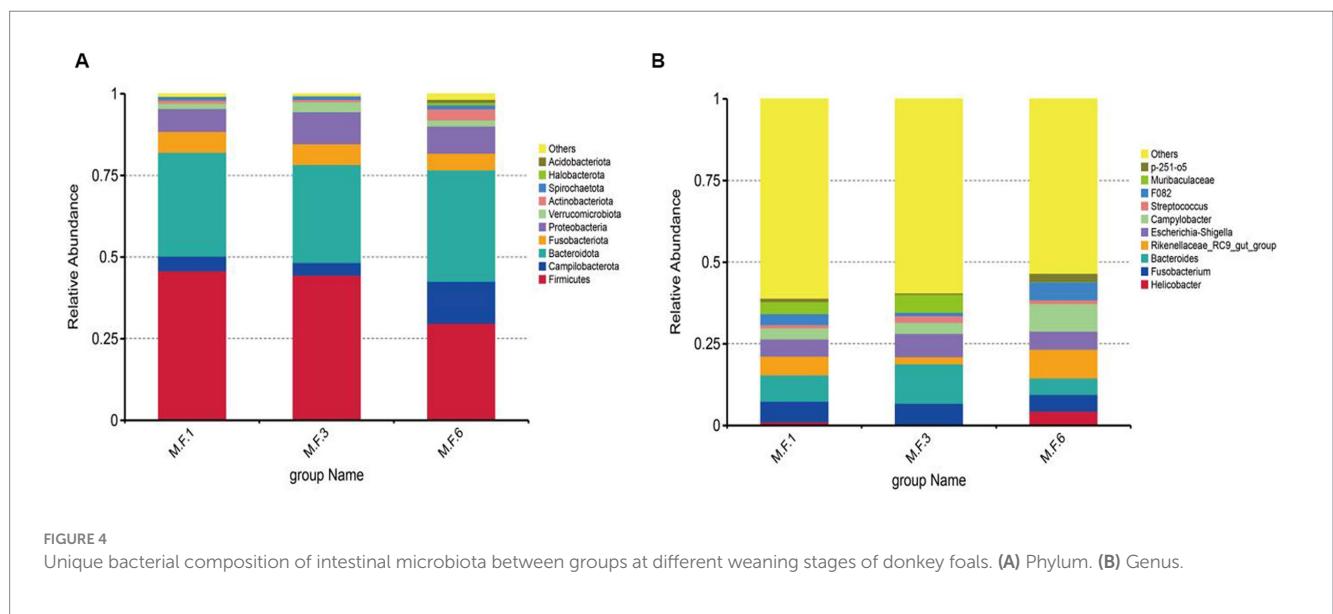 A
Relative Abundance
1
0.75
0.5
0.25
0
M.F.1
M.F.3
M.F.6
group Name
Others
Acidobacteriota
Halobacterota
Spirochaetota
Actinobacteriota
Verrucomicrobiota
Proteobacteria
Fusobacteriota
Bacteroidota
Campilobacterota
Firmicutes
B
Relative Abundance
1
0.75
0.5
0.25
0
M.F.1
M.F.3
M.F.6
group Name
Others
p-251-o5
Muribaculaceae
F082
Streptococcus
Campylobacter
Escherichia-Shigella
Rikenellaceae_RC9_gut_group
Bacteroides
Fusobacterium
Helicobacter
FIGURE 4
Unique bacterial composition of intestinal microbiota between groups at different weaning stages of donkey foals. (A) Phylum. (B) Genus.